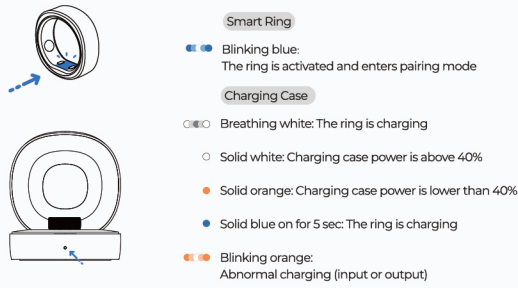 Smart Ring
Blinking blue:
The ring is activated and enters pairing mode
Charging Case
Breathing white: The ring is charging
Solid white: Charging case power is above 40%
Solid orange: Charging case power is lower than 40%
Solid blue on for 5 sec: The ring is charging
Blinking orange:
Abnormal charging (input or output)